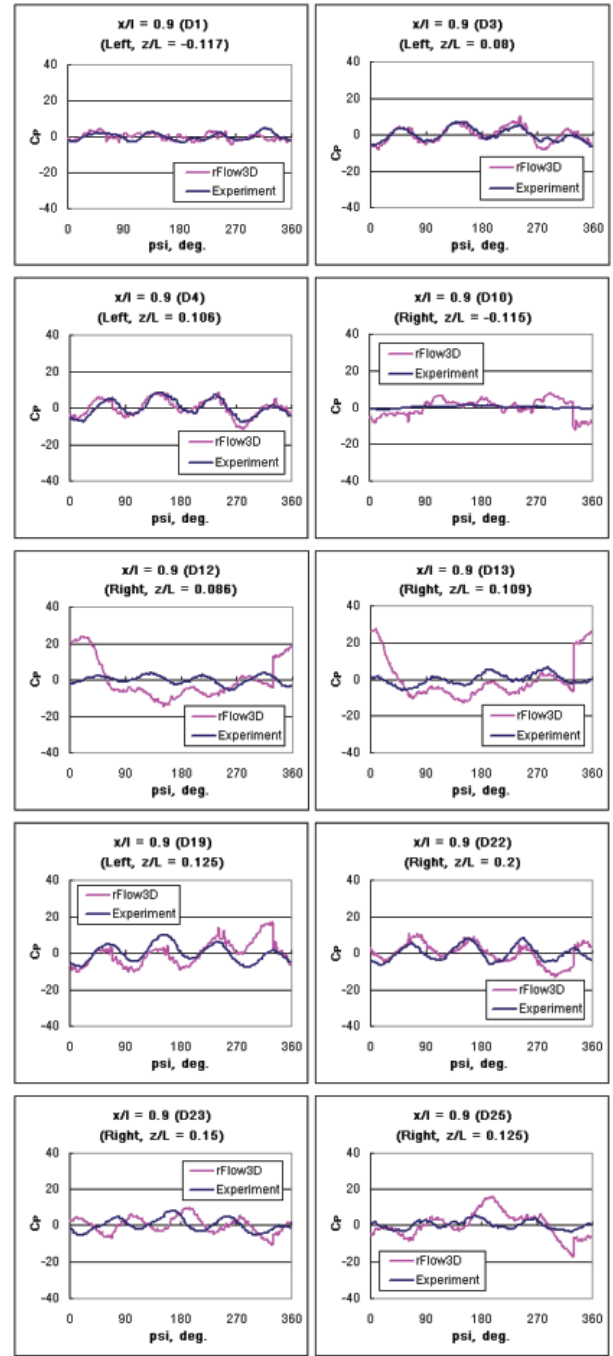 x/l = 0.9 (D1)
(Left, z/L = -0.117)
40
20
0
-20
-40
CP
rFlow3D
Experiment
0 90 180 270 360
psi, deg.
x/l = 0.9 (D3)
(Left, z/L = 0.08)
40
20
0
-20
-40
CP
rFlow3D
Experiment
0 90 180 270 360
psi, deg.
x/l = 0.9 (D4)
(Left, z/L = 0.106)
40
20
0
-20
-40
CP
rFlow3D
Experiment
0 90 180 270 360
psi, deg.
x/l = 0.9 (D10)
(Right, z/L = -0.115)
40
20
0
-20
-40
CP
rFlow3D
Experiment
0 90 180 270 360
psi, deg.
x/l = 0.9 (D12)
(Right, z/L = 0.086)
40
20
0
-20
-40
CP
rFlow3D
Experiment
0 90 180 270 360
psi, deg.
x/l = 0.9 (D13)
(Right, z/L = 0.109)
40
20
0
-20
-40
CP
rFlow3D
Experiment
0 90 180 270 360
psi, deg.
x/l = 0.9 (D19)
(Left, z/L = 0.125)
40
20
0
-20
-40
CP
rFlow3D
Experiment
0 90 180 270 360
psi, deg.
x/l = 0.9 (D22)
(Right, z/L = 0.2)
40
20
0
-20
-40
CP
rFlow3D
Experiment
0 90 180 270 360
psi, deg.
x/l = 0.9 (D23)
(Right, z/L = 0.15)
40
20
0
-20
-40
CP
rFlow3D
Experiment
0 90 180 270 360
psi, deg.
x/l = 0.9 (D25)
(Right, z/L = 0.125)
40
20
0
-20
-40
CP
rFlow3D
Experiment
0 90 180 270 360
psi, deg.